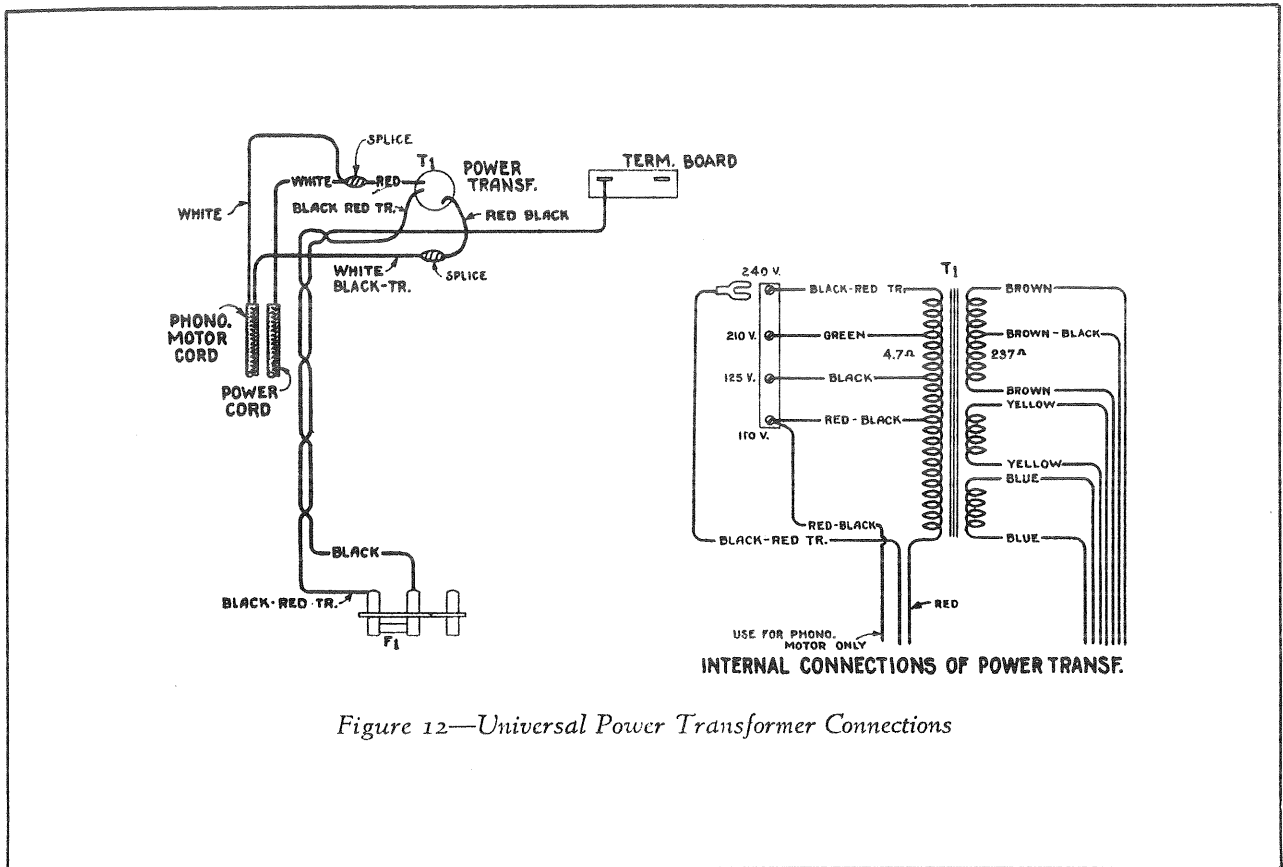 SPLICE
T1
POWER
TRANSF.
TERM. BOARD
WHITE
RED
BLACK RED TR.
RED BLACK
WHITE
WHITE
BLACK-TR.
SPLICE
PHONO.
MOTOR
CORD
POWER
CORD
BLACK
BLACK-RED TR.
F1
240 V.
T1
BLACK-RED TR.
BROWN
210 V.
GREEN
BROWN-BLACK
4.7Ω
237Ω
125 V.
BLACK
BROWN
YELLOW
RED-BLACK
110 V.
YELLOW
BLUE
RED-BLACK
BLACK-RED TR.
BLUE
RED
USE FOR PHONO.
MOTOR ONLY
INTERNAL CONNECTIONS OF POWER TRANSF.
Figure 12—Universal Power Transformer Connections